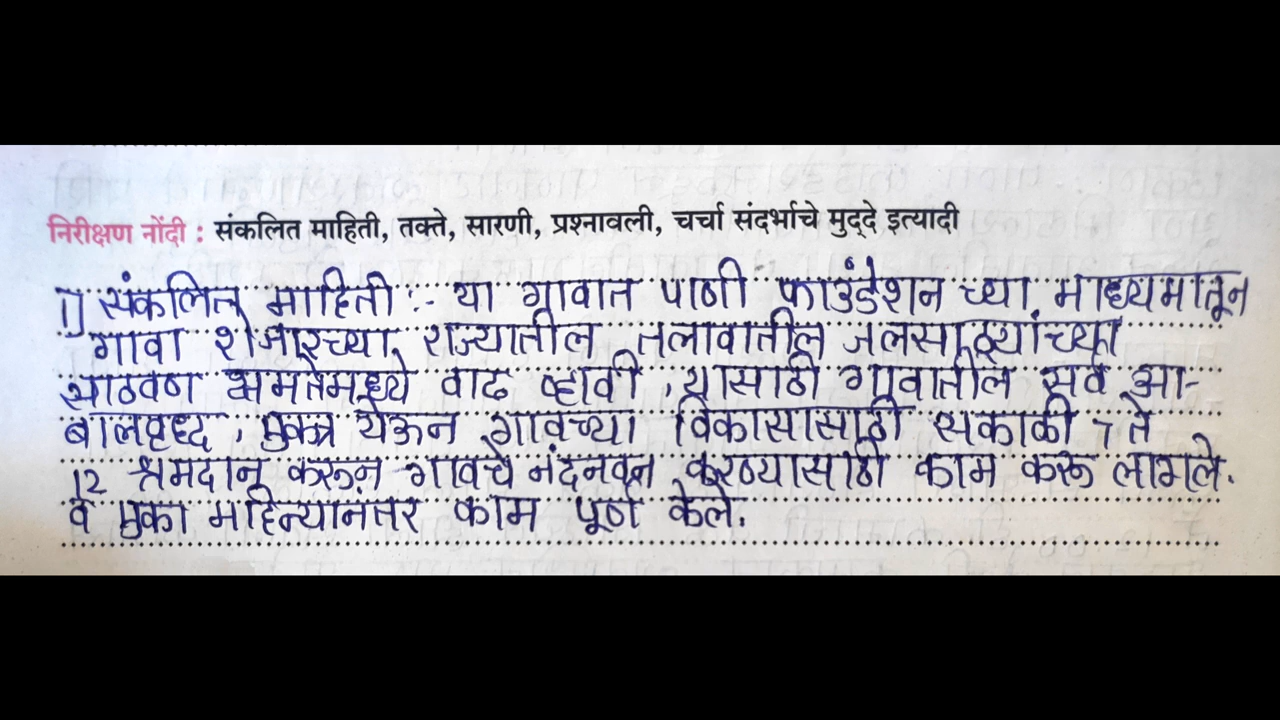 निरीक्षण नोंदी : संकलित माहिती, तक्ते, सारणी, प्रश्नावली, चर्चा संदर्भाचे मुद्‌दे इत्यादी
1) संकलित माहिती :- या गावात पाणी फाउंडेशन च्या माध्यमातून
गावा शेजारच्या राज्यातील तलावातील जलसाठ्यांच्या
साठवण क्षमतेमध्ये वाढ व्हावी, यासाठी गावातील सर्व आ-
बालवृध्द, एकत्र येऊन गावच्या विकासासाठी सकाळी 7 ते
12 श्रमदान करून गावचे नंदनवन करण्यासाठी काम करू लागले.
व एका महिन्यानंतर काम पूर्ण केले.